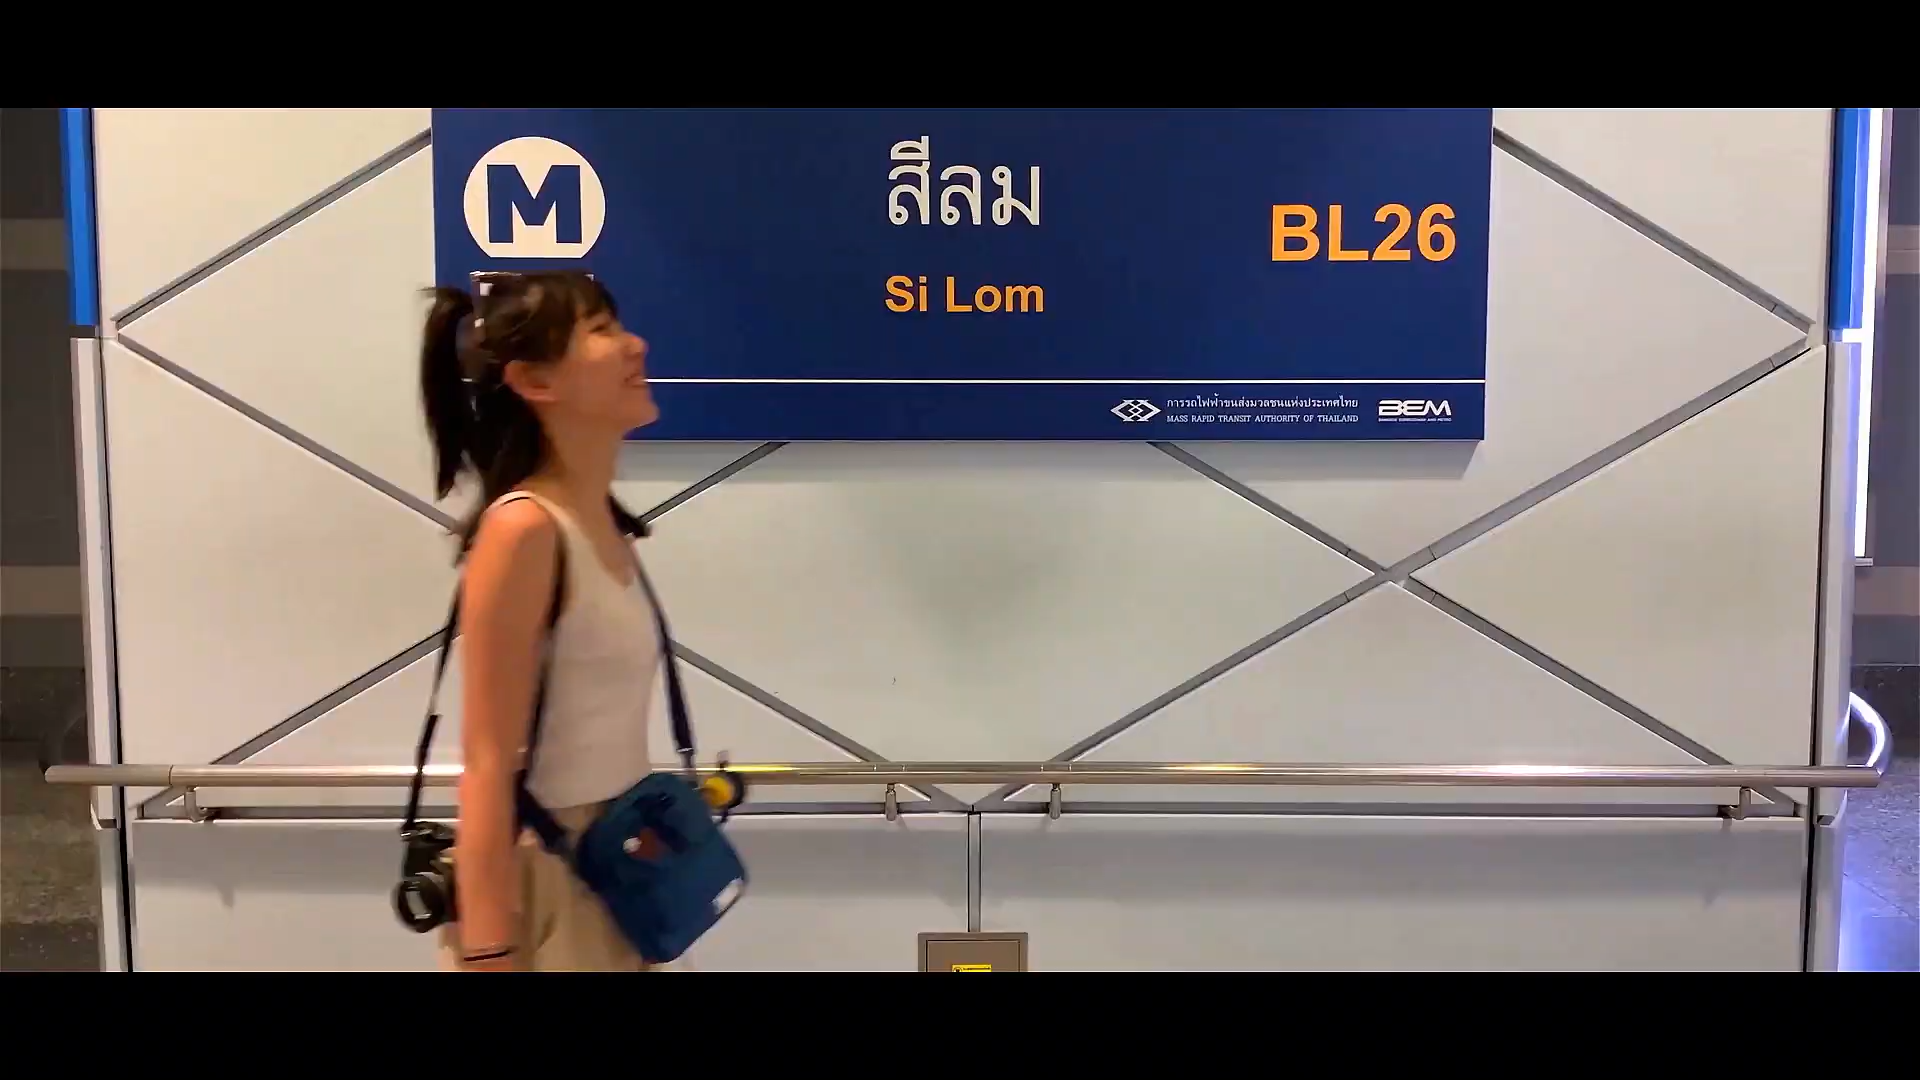 M
สีลม
BL26
Si Lom
การรถไฟฟ้าขนส่งมวลชนแห่งประเทศไทย
MASS RAPID TRANSIT AUTHORITY OF THAILAND
BEM